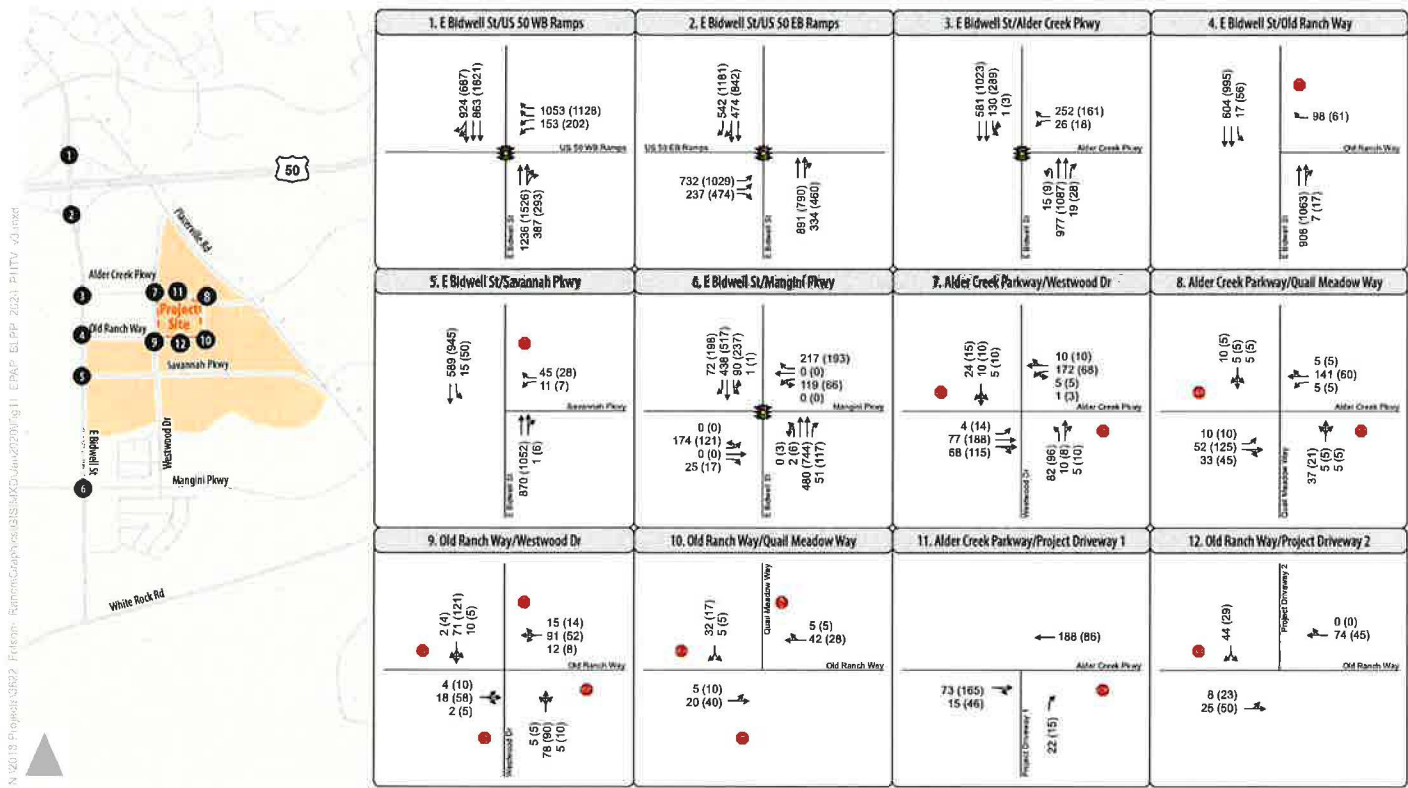 50
Placerville Rd
1
2
Alder Creek Pkwy
3
7
11
8
Project
Site
4
Old Ranch Way
9
12
10
Savannah Pkwy
5
E Bidwell St
Westwood Dr
6
Mangini Pkwy
White Rock Rd
1. E Bidwell St/US 50 WB Ramps
924 (687)
863 (1621)
1053 (1128)
153 (202)
US 50 WB Ramps
E Bidwell St
1236 (1526)
387 (293)
2. E Bidwell St/US 50 EB Ramps
542 (1181)
474 (842)
US 50 EB Ramps
732 (1029)
237 (474)
E Bidwell St
891 (790)
334 (460)
3. E Bidwell St/Alder Creek Pkwy
581 (1023)
130 (289)
1 (3)
252 (161)
26 (18)
Alder Creek Pkwy
E Bidwell St
15 (9)
977 (1087)
19 (28)
4. E Bidwell St/Old Ranch Way
604 (995)
17 (56)
98 (61)
Old Ranch Way
E Bidwell St
908 (1063)
7 (17)
5. E Bidwell St/Savannah Pkwy
589 (945)
15 (50)
45 (28)
11 (7)
Savannah Pkwy
E Bidwell St
870 (1052)
1 (6)
6. E Bidwell St/Mangini Pkwy
72 (198)
436 (517)
90 (237)
1 (1)
217 (193)
0 (0)
119 (66)
0 (0)
Mangini Pkwy
0 (0)
174 (121)
0 (0)
25 (17)
E Bidwell St
0 (3)
2 (6)
480 (744)
51 (117)
7. Alder Creek Parkway/Westwood Dr
24 (15)
10 (10)
5 (10)
10 (10)
172 (68)
5 (5)
1 (3)
Alder Creek Pkwy
4 (14)
77 (188)
68 (115)
Westwood Dr
82 (96)
10 (8)
5 (10)
8. Alder Creek Parkway/Quail Meadow Way
10 (5)
5 (5)
5 (5)
5 (5)
141 (60)
5 (5)
Alder Creek Pkwy
10 (10)
52 (125)
33 (45)
Quail Meadow Way
37 (21)
5 (5)
5 (5)
9. Old Ranch Way/Westwood Dr
2 (4)
71 (121)
10 (5)
15 (14)
91 (52)
12 (8)
Old Ranch Way
4 (10)
18 (58)
2 (5)
Westwood Dr
5 (5)
78 (90)
5 (10)
10. Old Ranch Way/Quail Meadow Way
32 (17)
5 (5)
Quail Meadow Way
5 (5)
42 (28)
Old Ranch Way
5 (10)
20 (40)
11. Alder Creek Parkway/Project Driveway 1
188 (86)
Alder Creek Pkwy
73 (165)
15 (46)
Project Driveway 1
22 (15)
12. Old Ranch Way/Project Driveway 2
44 (29)
Project Driveway 2
0 (0)
74 (45)
Old Ranch Way
8 (23)
25 (50)